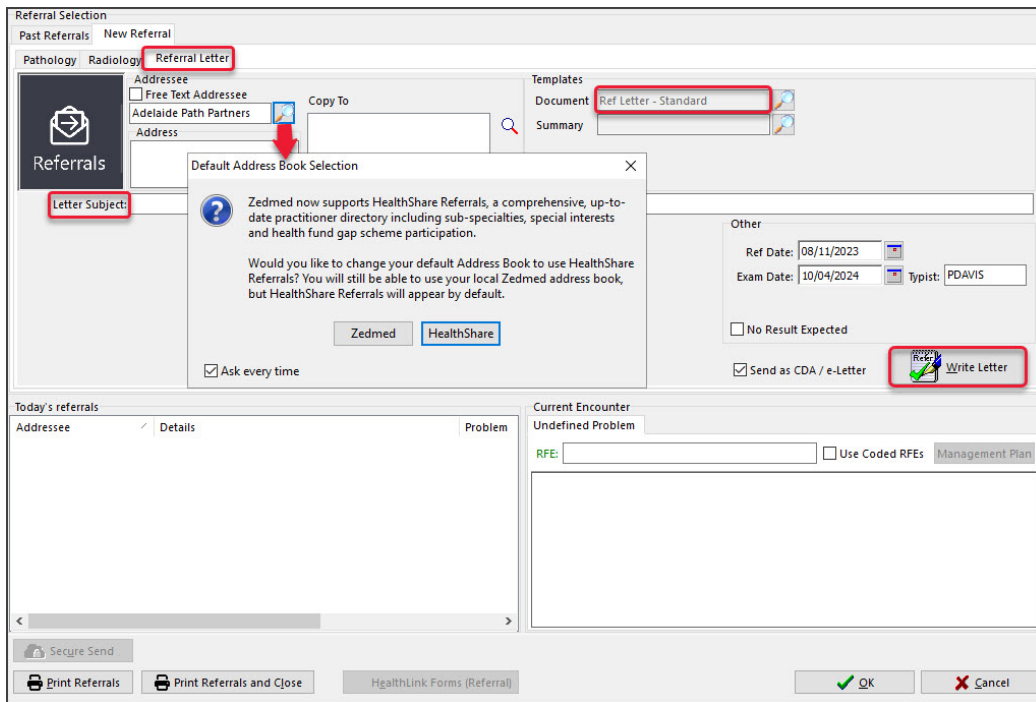 Referral Selection
Past Referrals New Referral
Pathology Radiology Referral Letter
Referrals
Addressee
Free Text Addressee
Adelaide Path Partners
Address
Copy To
Templates
Document Ref Letter - Standard
Summary
Letter Subject:
Default Address Book Selection
Zedmed now supports HealthShare Referrals, a comprehensive, up-to-
date practitioner directory including sub-specialties, special interests
and health fund gap scheme participation.
Would you like to change your default Address Book to use HealthShare
Referrals? You will still be able to use your local Zedmed address book,
but HealthShare Referrals will appear by default.
Zedmed HealthShare
Ask every time
Other
Ref Date: 08/11/2023
Exam Date: 10/04/2024 Typist: PDAVIS
No Result Expected
Send as CDA / e-Letter
Refer
Write Letter
Today's referrals
Addressee Details Problem
Current Encounter
Undefined Problem
RFE: Use Coded RFEs Management Plan
Secure Send
Print Referrals Print Referrals and Close HealthLink Forms (Referral) OK Cancel